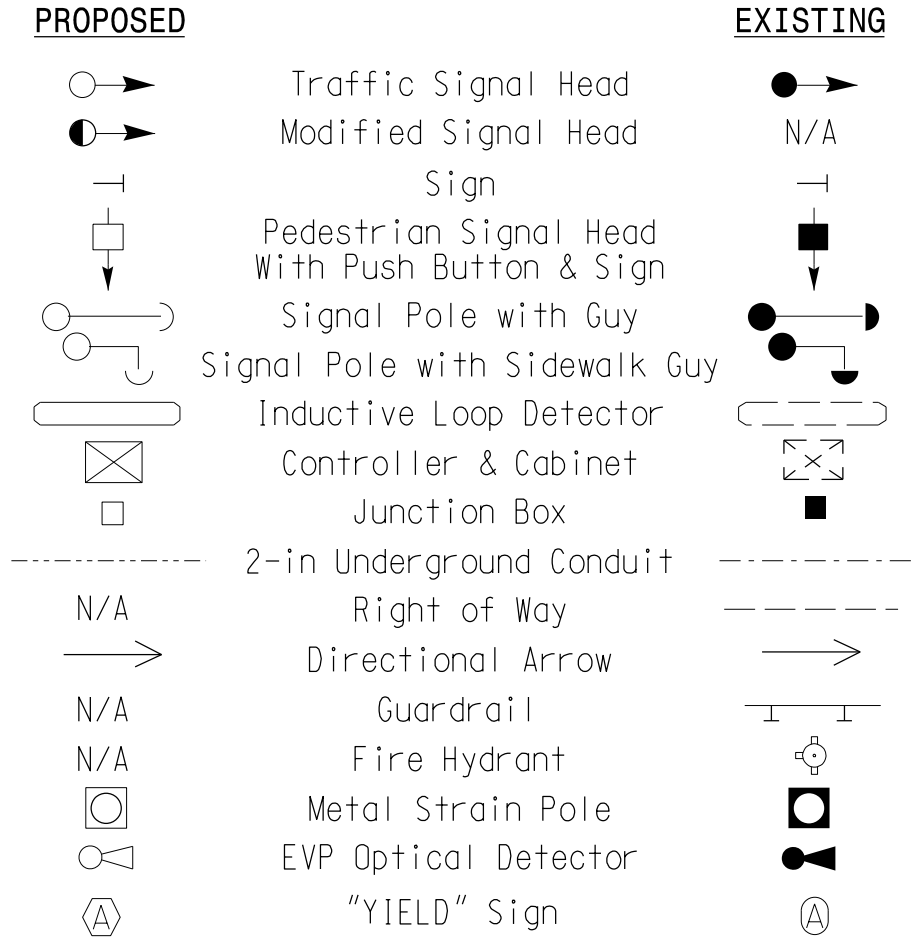 PROPOSED EXISTING
Traffic Signal Head
Modified Signal Head N/A
Sign
Pedestrian Signal Head
With Push Button & Sign
Signal Pole with Guy
Signal Pole with Sidewalk Guy
Inductive Loop Detector
Controller & Cabinet
Junction Box
2-in Underground Conduit
N/A Right of Way
Directional Arrow
N/A Guardrail
N/A Fire Hydrant
Metal Strain Pole
EVP Optical Detector
A "YIELD" Sign A